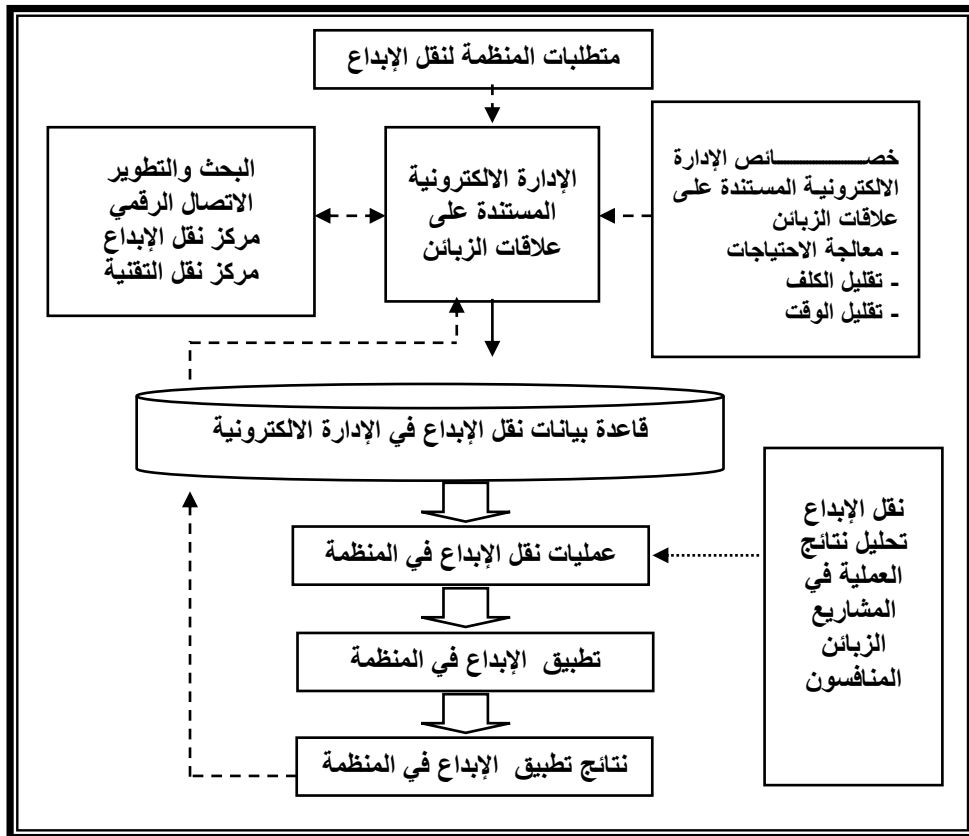 متطلبات المنظمة لنقل الإبداع
خصـــــــــائص الإدارة
الالكترونية المستندة على
علاقات الزبائن
- معالجة الاحتياجات
- تقليل الكلف
- تقليل الوقت
الإدارة الالكترونية
المستندة على
علاقات الزبائن
البحث والتطوير
الاتصال الرقمي
مركز نقل الإبداع
مركز نقل التقنية
قاعدة بيانات نقل الإبداع في الإدارة الالكترونية
نقل الإبداع
تحليل نتائج
العملية في
المشاريع
الزبائن
المنافسون
عمليات نقل الإبداع في المنظمة
تطبيق الإبداع في المنظمة
نتائج تطبيق الإبداع في المنظمة